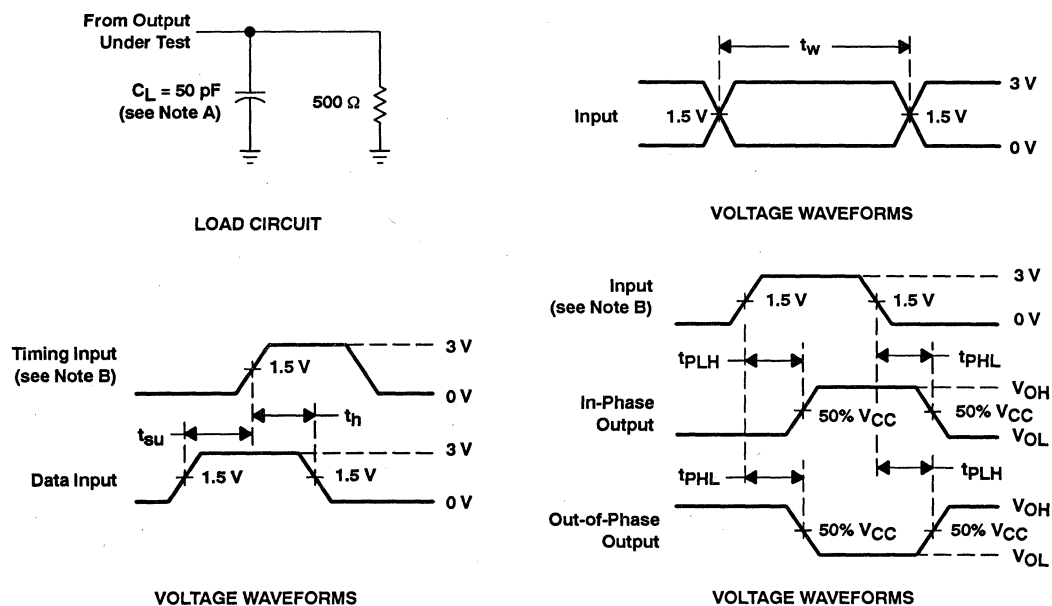 From Output
Under Test
C_L = 50 pF
(see Note A)
500 Ω
LOAD CIRCUIT
t_w
Input
1.5 V
1.5 V
3 V
0 V
VOLTAGE WAVEFORMS
Timing Input
(see Note B)
1.5 V
3 V
0 V
t_su
t_h
Data Input
1.5 V
1.5 V
3 V
0 V
VOLTAGE WAVEFORMS
Input
(see Note B)
1.5 V
1.5 V
3 V
0 V
t_PLH
t_PHL
In-Phase
Output
50% V_CC
50% V_CC
V_OH
V_OL
t_PHL
t_PLH
Out-of-Phase
Output
50% V_CC
50% V_CC
V_OH
V_OL
VOLTAGE WAVEFORMS